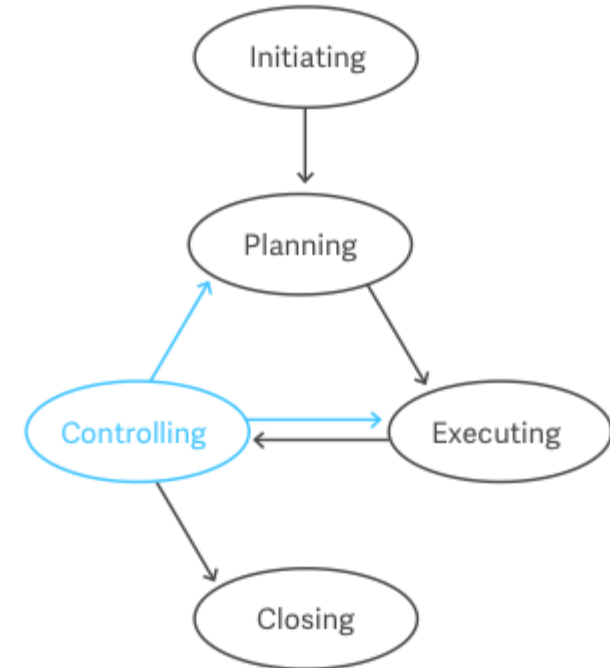 Initiating
Planning
Controlling
Executing
Closing